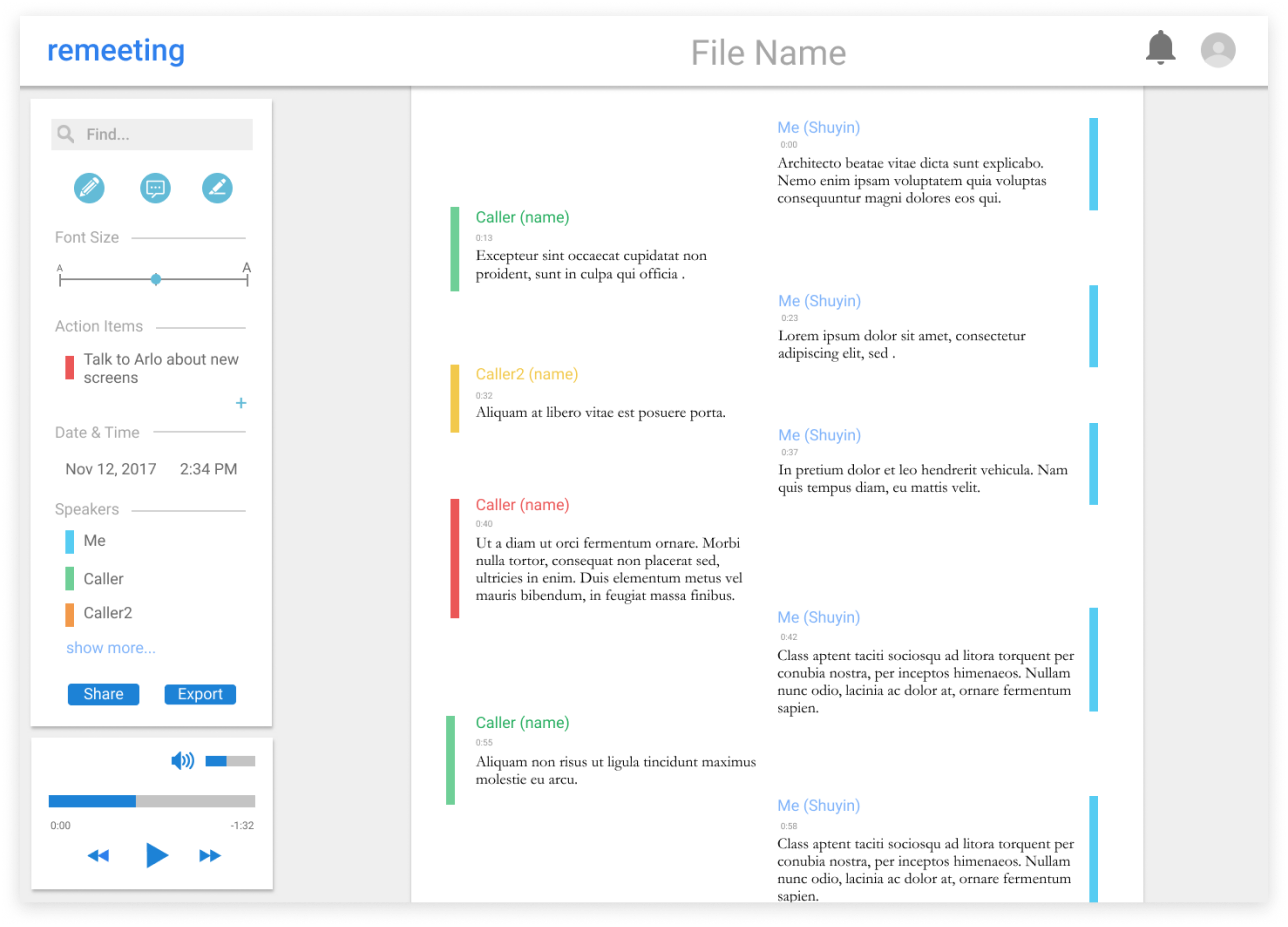 remeeting
File Name
Find...
Font Size
A
A
Action Items
Talk to Arlo about new
screens
+
Date & Time
Nov 12, 2017 2:34 PM
Speakers
Me
Caller
Caller2
show more...
Share Export
0:00 -1:32
Me (Shuyin)
0:00
Architecto beatae vitae dicta sunt explicabo.
Nemo enim ipsam voluptatem quia voluptas
consequuntur magni dolores eos qui.
Caller (name)
0:13
Excepteur sint occaecat cupidatat non
proident, sunt in culpa qui officia .
Me (Shuyin)
0:23
Lorem ipsum dolor sit amet, consectetur
adipiscing elit, sed .
Caller2 (name)
0:32
Aliquam at libero vitae est posuere porta.
Me (Shuyin)
0:37
In pretium dolor et leo hendrerit vehicula. Nam
quis tempus diam, eu mattis velit.
Caller (name)
0:40
Ut a diam ut orci fermentum ornare. Morbi
nulla tortor, consequat non placerat sed,
ultricies in enim. Duis elementum metus vel
mauris bibendum, in feugiat massa finibus.
Me (Shuyin)
0:42
Class aptent taciti sociosqu ad litora torquent per
conubia nostra, per inceptos himenaeos. Nullam
nunc odio, lacinia ac dolor at, ornare fermentum
sapien.
Caller (name)
0:55
Aliquam non risus ut ligula tincidunt maximus
molestie eu arcu.
Me (Shuyin)
0:58
Class aptent taciti sociosqu ad litora torquent per
conubia nostra, per inceptos himenaeos. Nullam
nunc odio, lacinia ac dolor at, ornare fermentum
sapien.